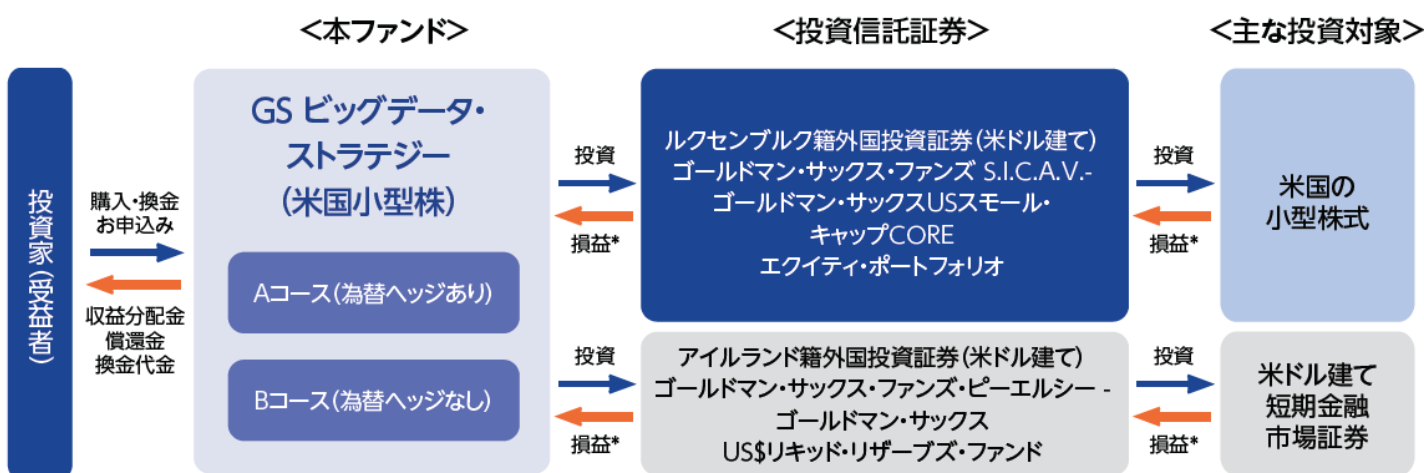 <本ファンド>
<投資信託証券>
<主な投資対象>
投資家(受益者)
購入・換金
お申込み
収益分配金
償還金
換金代金
GS ビッグデータ・
ストラテジー
(米国小型株)
Aコース(為替ヘッジあり)
Bコース(為替ヘッジなし)
投資
損益*
ルクセンブルク籍外国投資証券(米ドル建て)
ゴールドマン・サックス・ファンズ S.I.C.A.V.-
ゴールドマン・サックスUSスモール・
キャップCORE
エクイティ・ポートフォリオ
投資
損益*
米国の
小型株式
投資
損益*
アイルランド籍外国投資証券(米ドル建て)
ゴールドマン・サックス・ファンズ・ピーエルシー -
ゴールドマン・サックス
US$リキッド・リザーブズ・ファンド
投資
損益*
米ドル建て
短期金融
市場証券